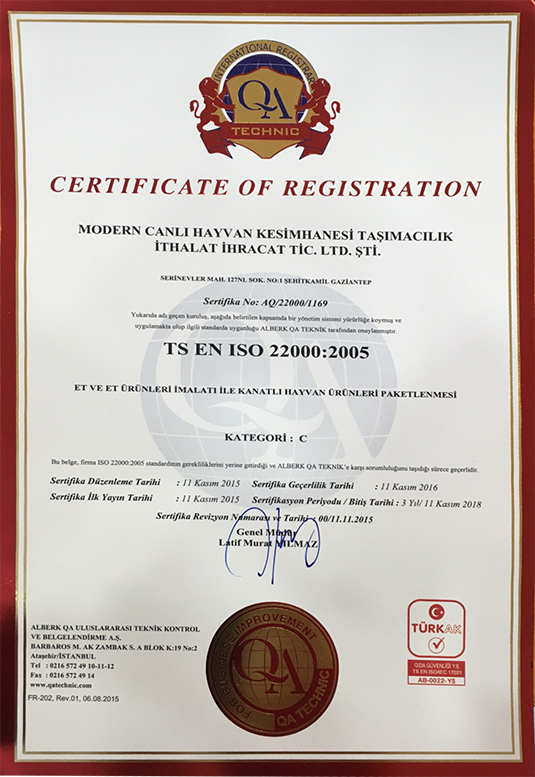 INTERNATIONAL REGISTRAR
QA
TECHNIC
CERTIFICATE OF REGISTRATION
MODERN CANLI HAYVAN KESİMHANESİ TAŞIMACILIK
İTHALAT İHRACAT TİC. LTD. ŞTİ.
SERİNEVLER MAH. 127NL SOK. NO:1 ŞEHİTKAMİL GAZİANTEP
Sertifika No: AQ/22000/1169
Yukarıda adı geçen kuruluş, aşağıda belirtilen kapsamda bir yönetim sistemi yürürlüğe koymuş ve
uygulamakta olup ilgili standarda uygunluğu ALBERK QA TEKNİK tarafından onaylanmıştır.
TS EN ISO 22000:2005
ET VE ET ÜRÜNLERİ İMALATI İLE KANATLI HAYVAN ÜRÜNLERİ PAKETLENMESİ
KATEGORİ : C
Bu belge, firma ISO 22000:2005 standardının gerekliliklerini yerine getirdiği ve ALBERK QA TEKNİK'e karşı sorumluluğunu taşıdığı sürece geçerlidir.
Sertifika Düzenleme Tarihi : 11 Kasım 2015 Sertifika Geçerlilik Tarihi : 11 Kasım 2016
Sertifika İlk Yayın Tarihi : 11 Kasım 2015 Sertifikasyon Periyodu / Bitiş Tarihi : 3 Yıl/ 11 Kasım 2018
Sertifika Revizyon Numarası ve Tarihi : 00/11.11.2015
Genel Müdür
Latif Murat YILMAZ
ALBERK QA ULUSLARARASI TEKNİK KONTROL
VE BELGELENDİRME A.Ş.
BARBAROS M. AK ZAMBAK S. A BLOK K:19 No:2
Ataşehir/İSTANBUL
Tel : 0216 572 49 10-11-12
Fax : 0216 572 49 14
www.qatechnic.com
FR-202, Rev.01, 06.08.2015
FOR BUSINESS IMPROVEMENT
QA
QA TECHNIC
TÜRKAK
GIDA GÜVENLİĞİ Y.S.
TS EN ISO/IEC 17021
AB-0022-YS